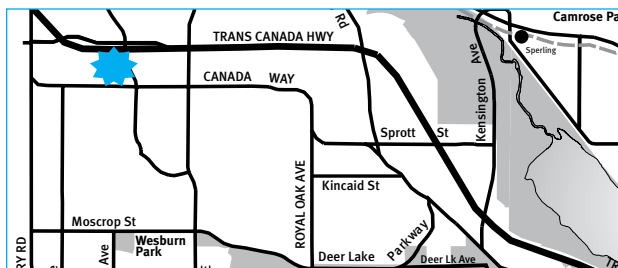 Camrose Pa
Rd
TRANS CANADA HWY
Sperling
Ave
Kensington
CANADA WAY
Sprott St
ROYAL OAK AVE
Kincaid St
Moscrop St
Parkway
RY RD
Ave
Wesburn
Park
Deer Lake
Deer Lk Ave